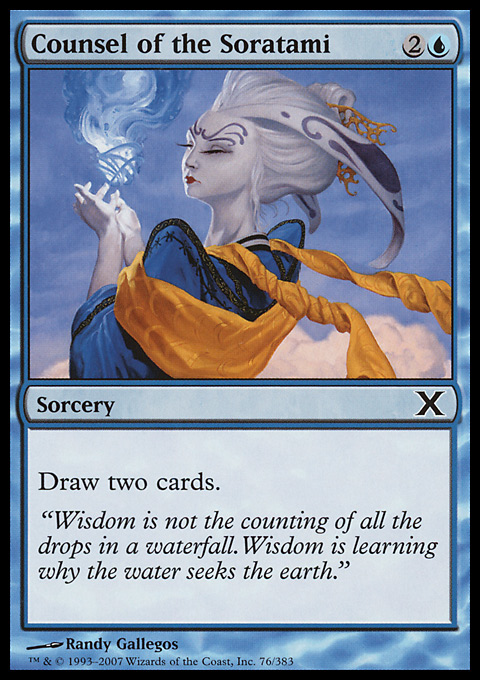 Counsel of the Soratami 2
Sorcery X
Draw two cards.
“Wisdom is not the counting of all the
drops in a waterfall. Wisdom is learning
why the water seeks the earth.”
Randy Gallegos
™ & © 1993–2007 Wizards of the Coast, Inc. 76/383